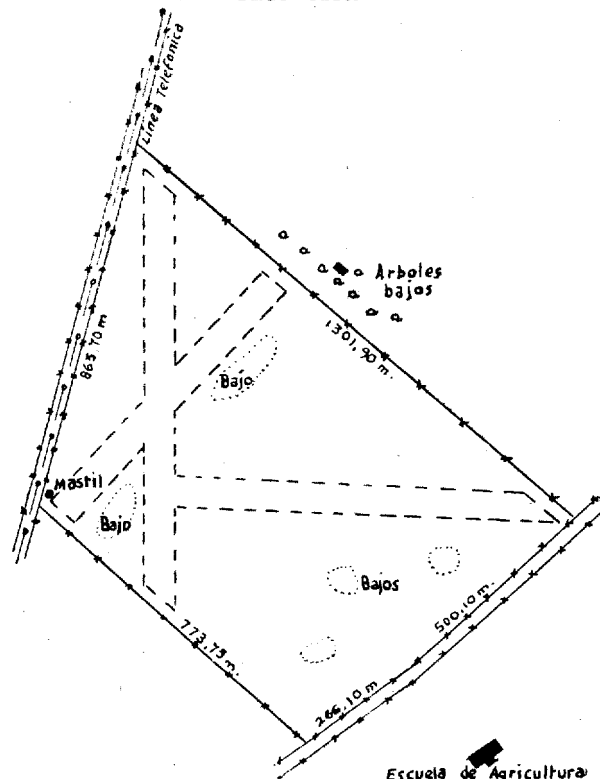 Linea Telefonica
Arboles
bajos
1301,90 m.
865.70 m
Bajo
Mastil
Bajo
Bajos
500,10 m.
773,75 m.
266.10 m
Escuela de Agricultura